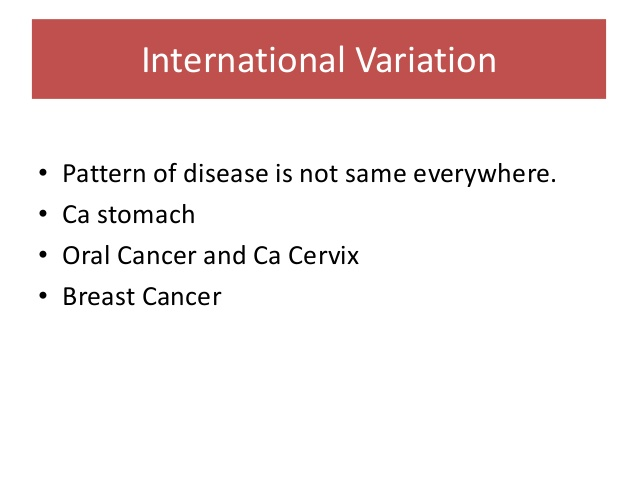 International Variation
• Pattern of disease is not same everywhere.
• Ca stomach
• Oral Cancer and Ca Cervix
• Breast Cancer